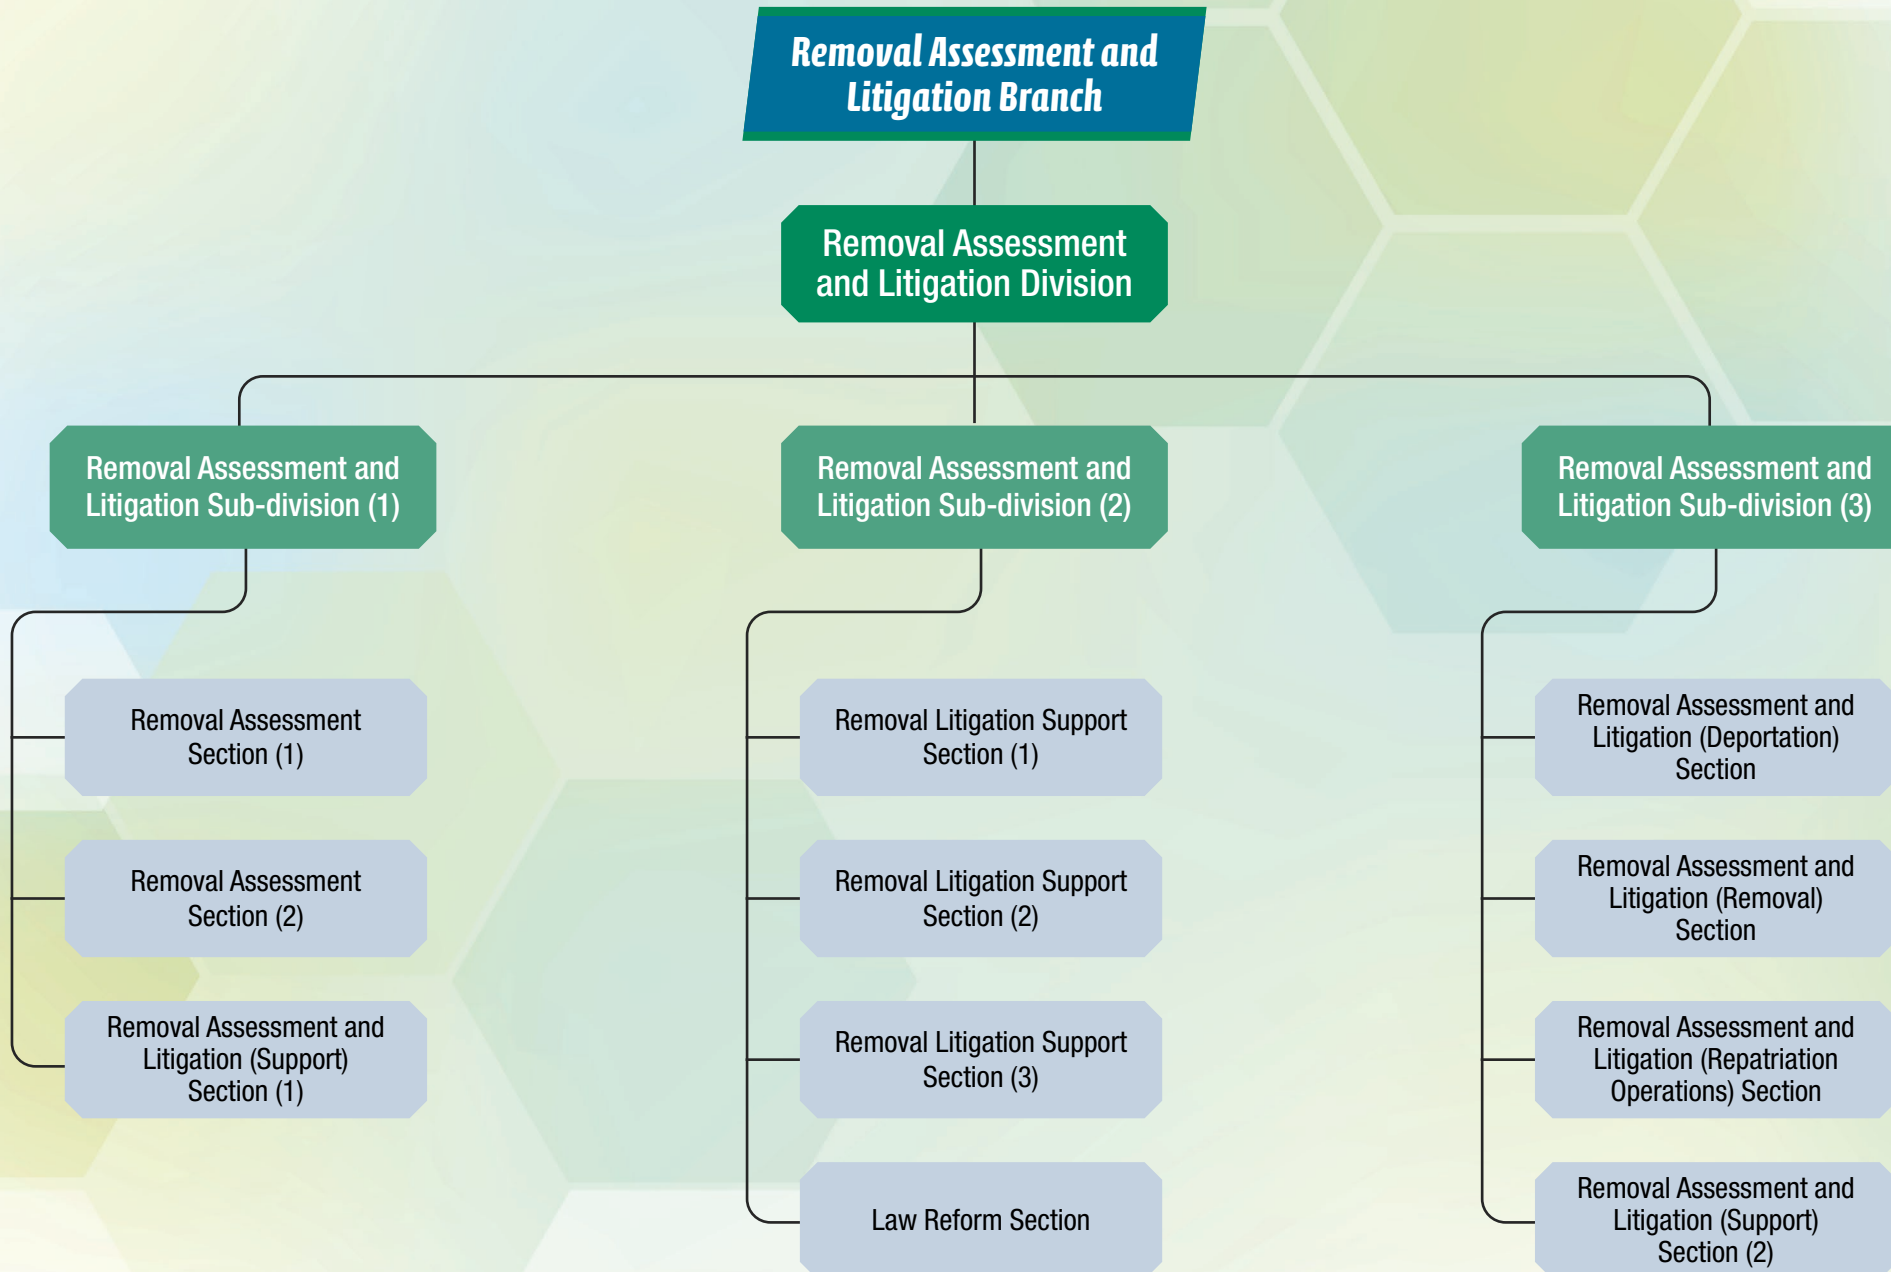 Removal Assessment and
Litigation Branch
Removal Assessment
and Litigation Division
Removal Assessment and
Litigation Sub-division (1)
Removal Assessment and
Litigation Sub-division (2)
Removal Assessment and
Litigation Sub-division (3)
Removal Assessment
Section (1)
Removal Assessment
Section (2)
Removal Assessment and
Litigation (Support)
Section (1)
Removal Litigation Support
Section (1)
Removal Litigation Support
Section (2)
Removal Litigation Support
Section (3)
Law Reform Section
Removal Assessment and
Litigation (Deportation)
Section
Removal Assessment and
Litigation (Removal)
Section
Removal Assessment and
Litigation (Repatriation
Operations) Section
Removal Assessment and
Litigation (Support)
Section (2)